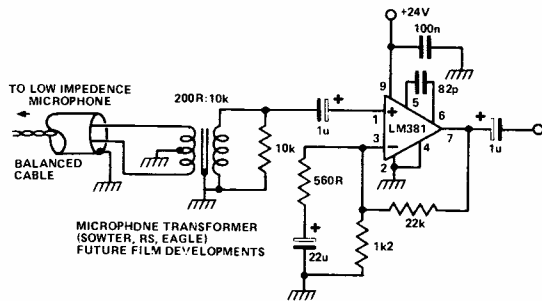 +24V
100n
TO LOW IMPEDENCE
MICROPHONE
200R:10k
9
5
82p
+
1u
1
+
6
LM381
7
+
1u
3
−
2
4
BALANCED
CABLE
10k
560R
22k
MICROPHONE TRANSFORMER
(SOWTER, RS, EAGLE)
FUTURE FILM DEVELOPMENTS
+
22u
1k2